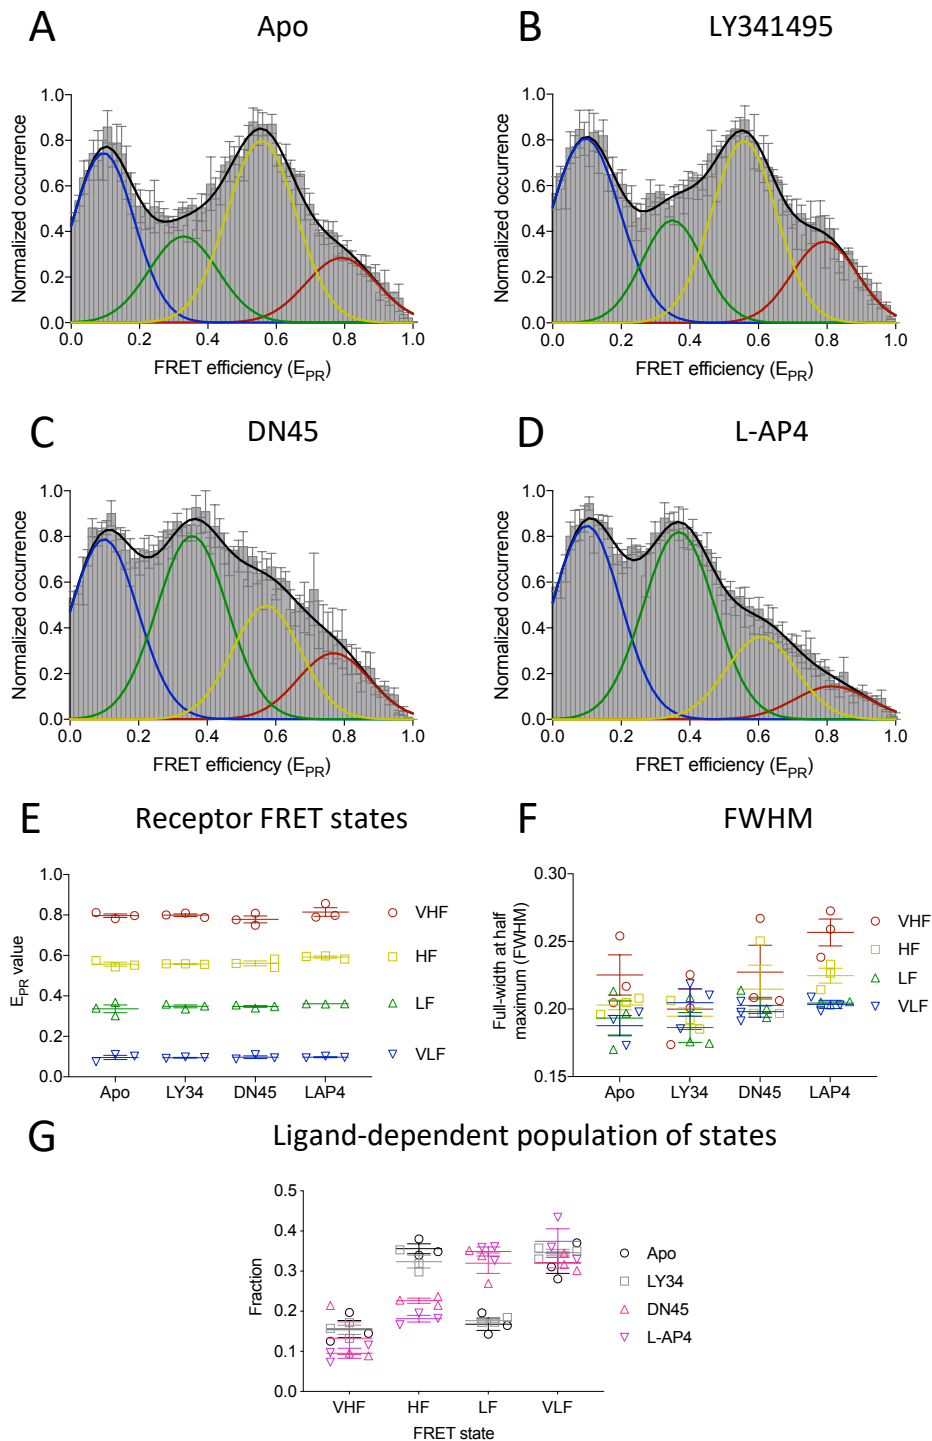 A Apo
Normalized occurrence
1.0
0.8
0.6
0.4
0.2
0.0
0.0 0.2 0.4 0.6 0.8 1.0
FRET efficiency (EPR)
B LY341495
Normalized occurrence
1.0
0.8
0.6
0.4
0.2
0.0
0.0 0.2 0.4 0.6 0.8 1.0
FRET efficiency (EPR)
C DN45
Normalized occurrence
1.0
0.8
0.6
0.4
0.2
0.0
0.0 0.2 0.4 0.6 0.8 1.0
FRET efficiency (EPR)
D L-AP4
Normalized occurrence
1.0
0.8
0.6
0.4
0.2
0.0
0.0 0.2 0.4 0.6 0.8 1.0
FRET efficiency (EPR)
E Receptor FRET states
EPR value
1.0
0.8
0.6
0.4
0.2
0.0
Apo LY34 DN45 LAP4
VHF
HF
LF
VLF
F FWHM
Full-width at half
maximum (FWHM)
0.30
0.25
0.20
0.15
Apo LY34 DN45 LAP4
VHF
HF
LF
VLF
G Ligand-dependent population of states
Fraction
0.5
0.4
0.3
0.2
0.1
0.0
VHF HF LF VLF
FRET state
Apo
LY34
DN45
L-AP4